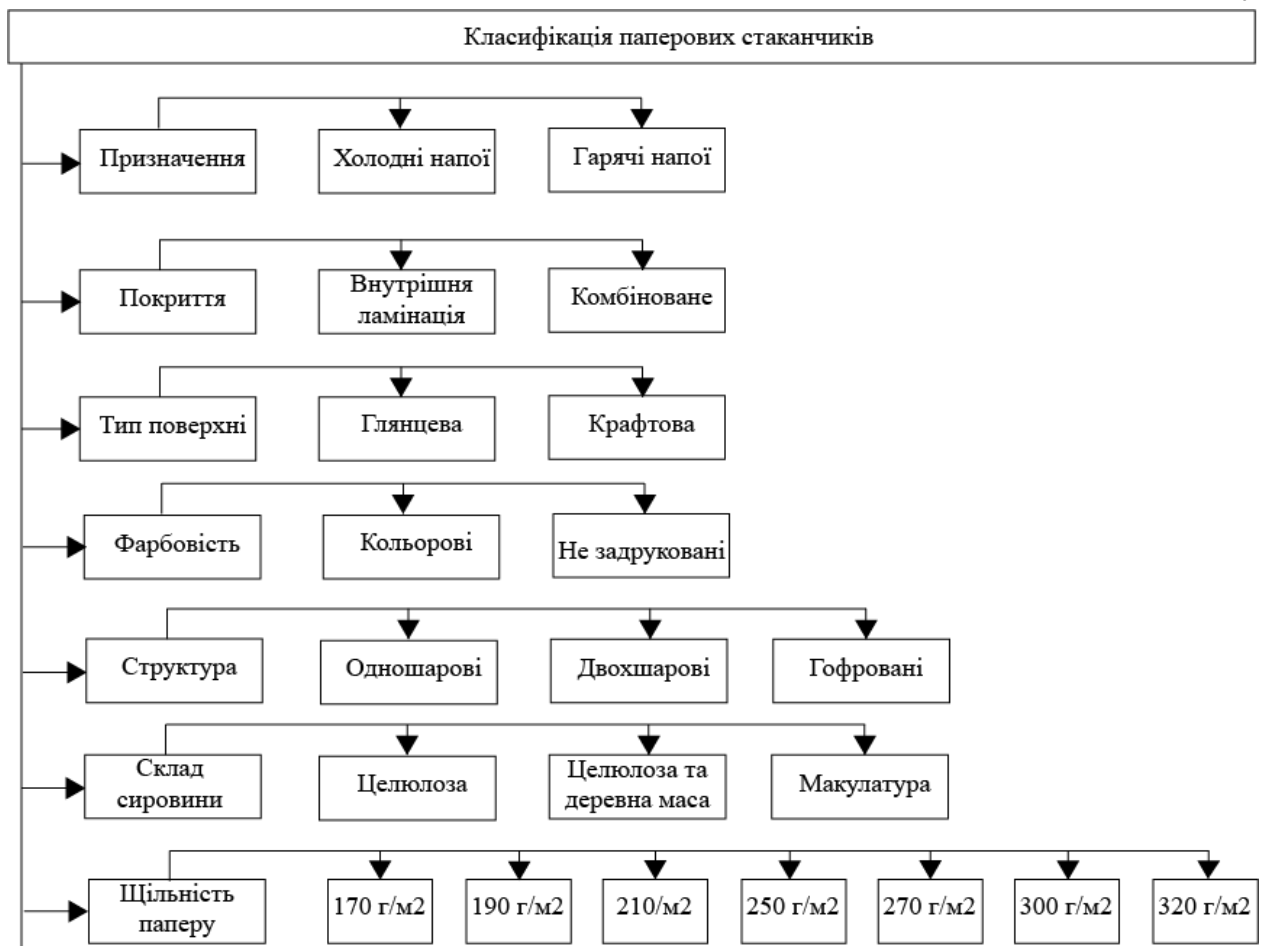 Класифікація паперових стаканчиків
Призначення
Холодні напої
Гарячі напої
Покриття
Внутрішня
ламінація
Комбіноване
Тип поверхні
Глянцева
Крафтова
Фарбовість
Кольорові
Не задруковані
Структура
Одношарові
Двохшарові
Гофровані
Склад
сировини
Целюлоза
Целюлоза та
деревна маса
Макулатура
Щільність
паперу
170 г/м2
190 г/м2
210/м2
250 г/м2
270 г/м2
300 г/м2
320 г/м2